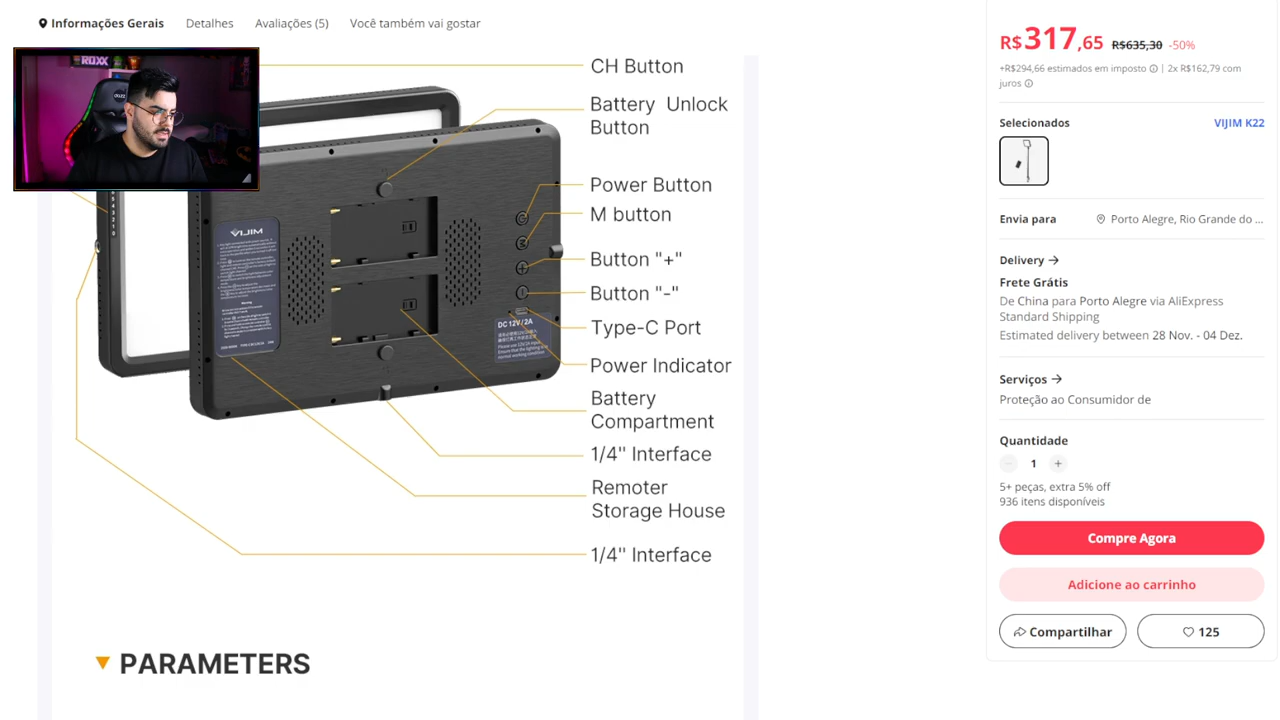 Informações Gerais
Detalhes
Avaliações (5)
Você também vai gostar
ROXX
CH Button
Battery Unlock
Button
Power Button
M button
Button "+"
Button "-"
Type-C Port
Power Indicator
Battery
Compartment
1/4'' Interface
Remoter
Storage House
1/4'' Interface
VIJIM
DC 12V/2A
PARAMETERS
R$317,65 R$635,30 -50%
+R$294,66 estimados em imposto | 2x R$162,79 com
juros
Selecionados
VIJIM K22
Envia para
Porto Alegre, Rio Grande do ...
Delivery
Frete Grátis
De China para Porto Alegre via AliExpress
Standard Shipping
Estimated delivery between 28 Nov. - 04 Dez.
Serviços
Proteção ao Consumidor de
Quantidade
1
5+ peças, extra 5% off
936 itens disponíveis
Compre Agora
Adicione ao carrinho
Compartilhar
125